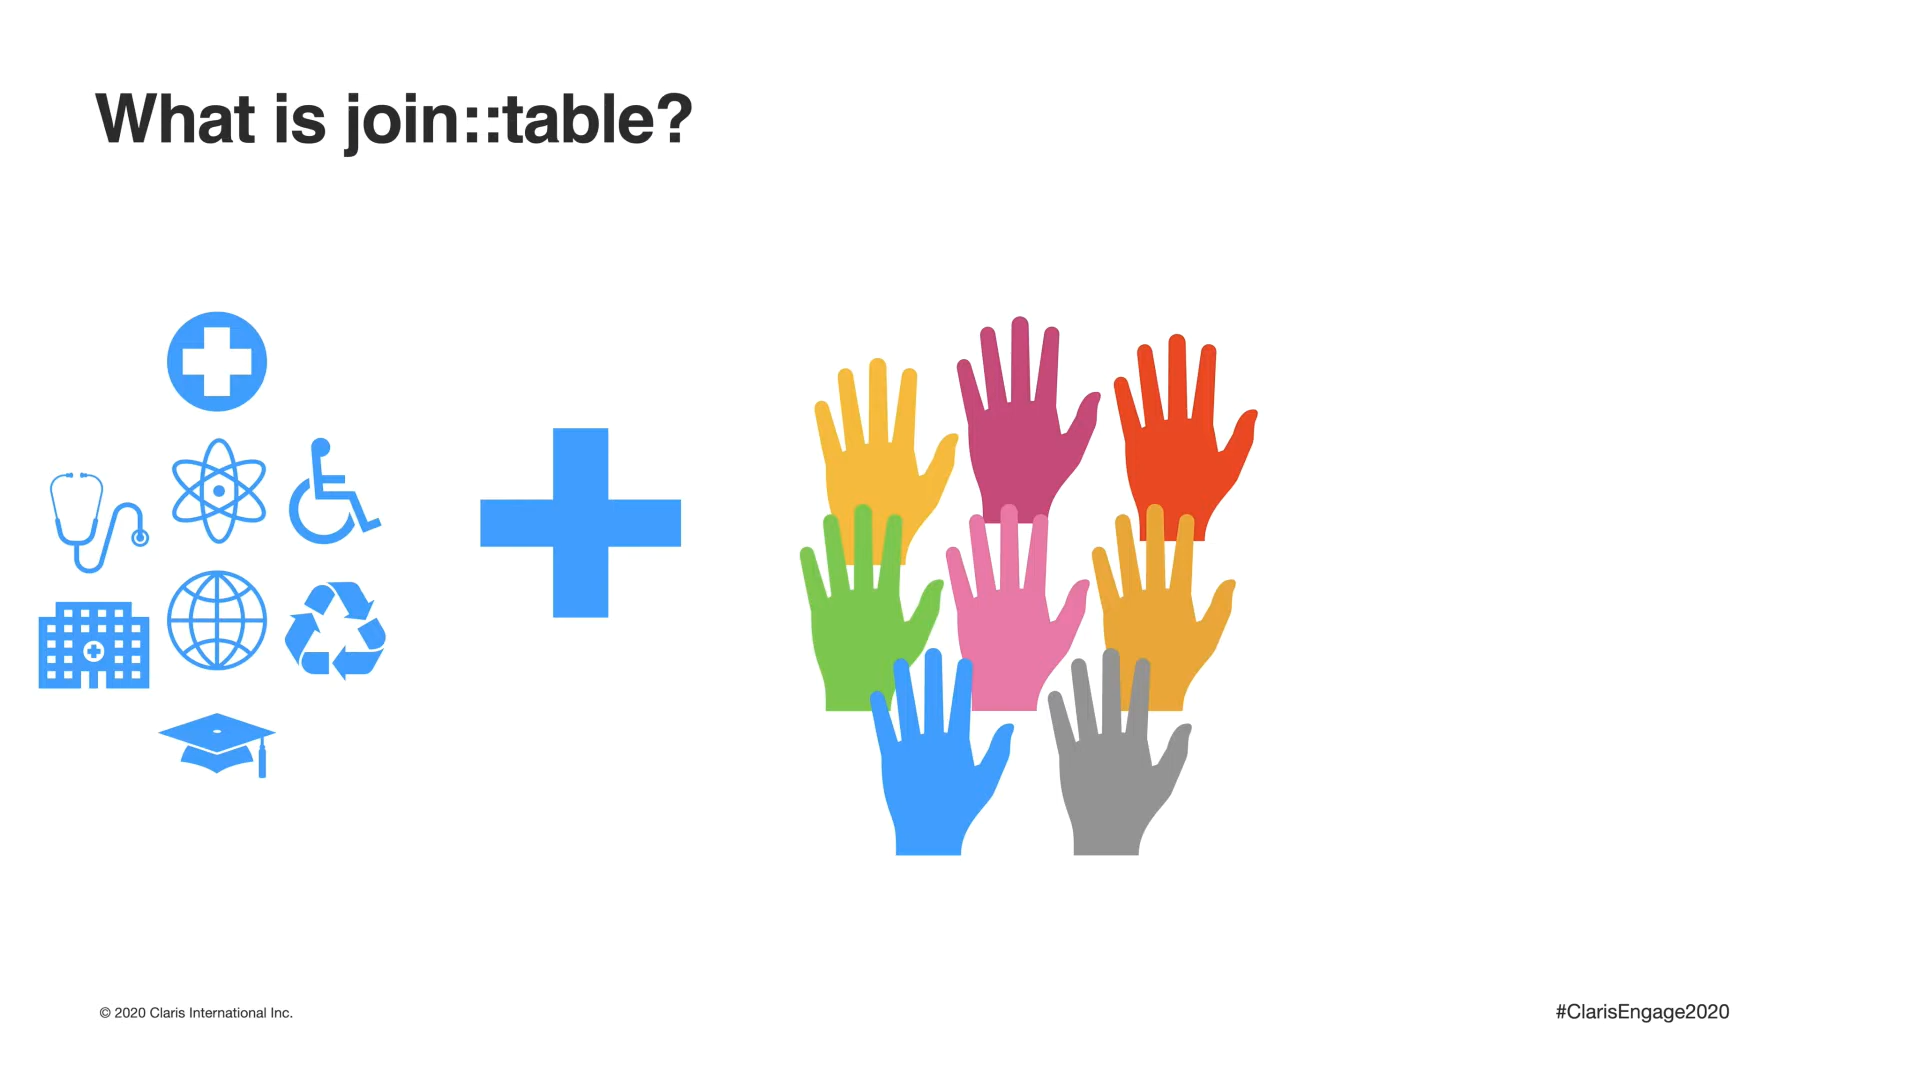 What is join::table?
© 2020 Claris International Inc.
#ClarisEngage2020